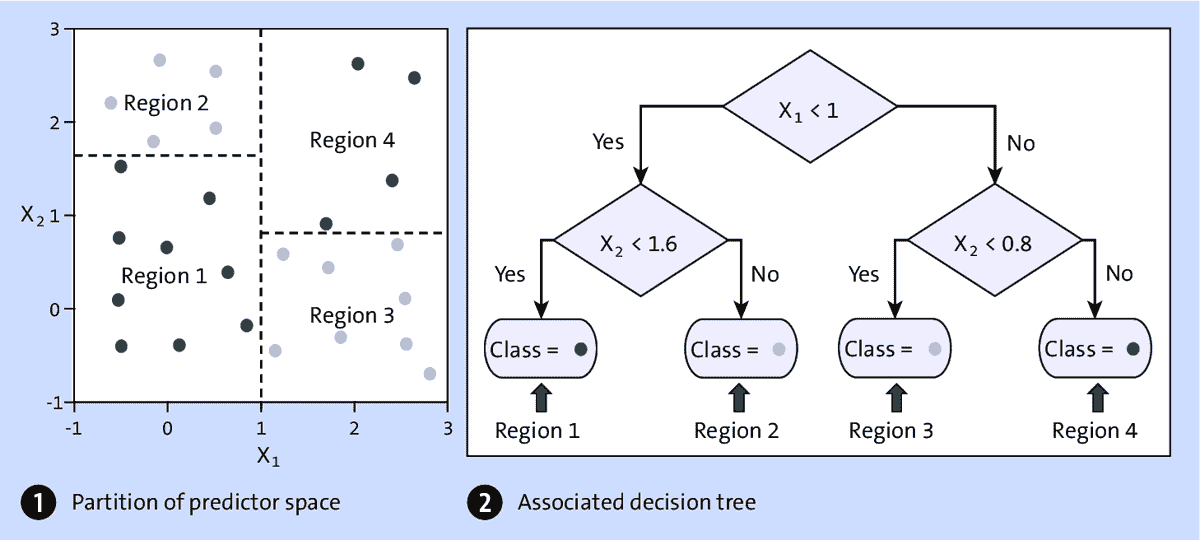 3
2
X2 1
0
-1
-1 0 1 2 3
X1
Region 2
Region 4
Region 1
Region 3
X1 < 1
Yes
No
X2 < 1.6
X2 < 0.8
Yes
No
Yes
No
Class =
Class =
Class =
Class =
Region 1
Region 2
Region 3
Region 4
1 Partition of predictor space
2 Associated decision tree